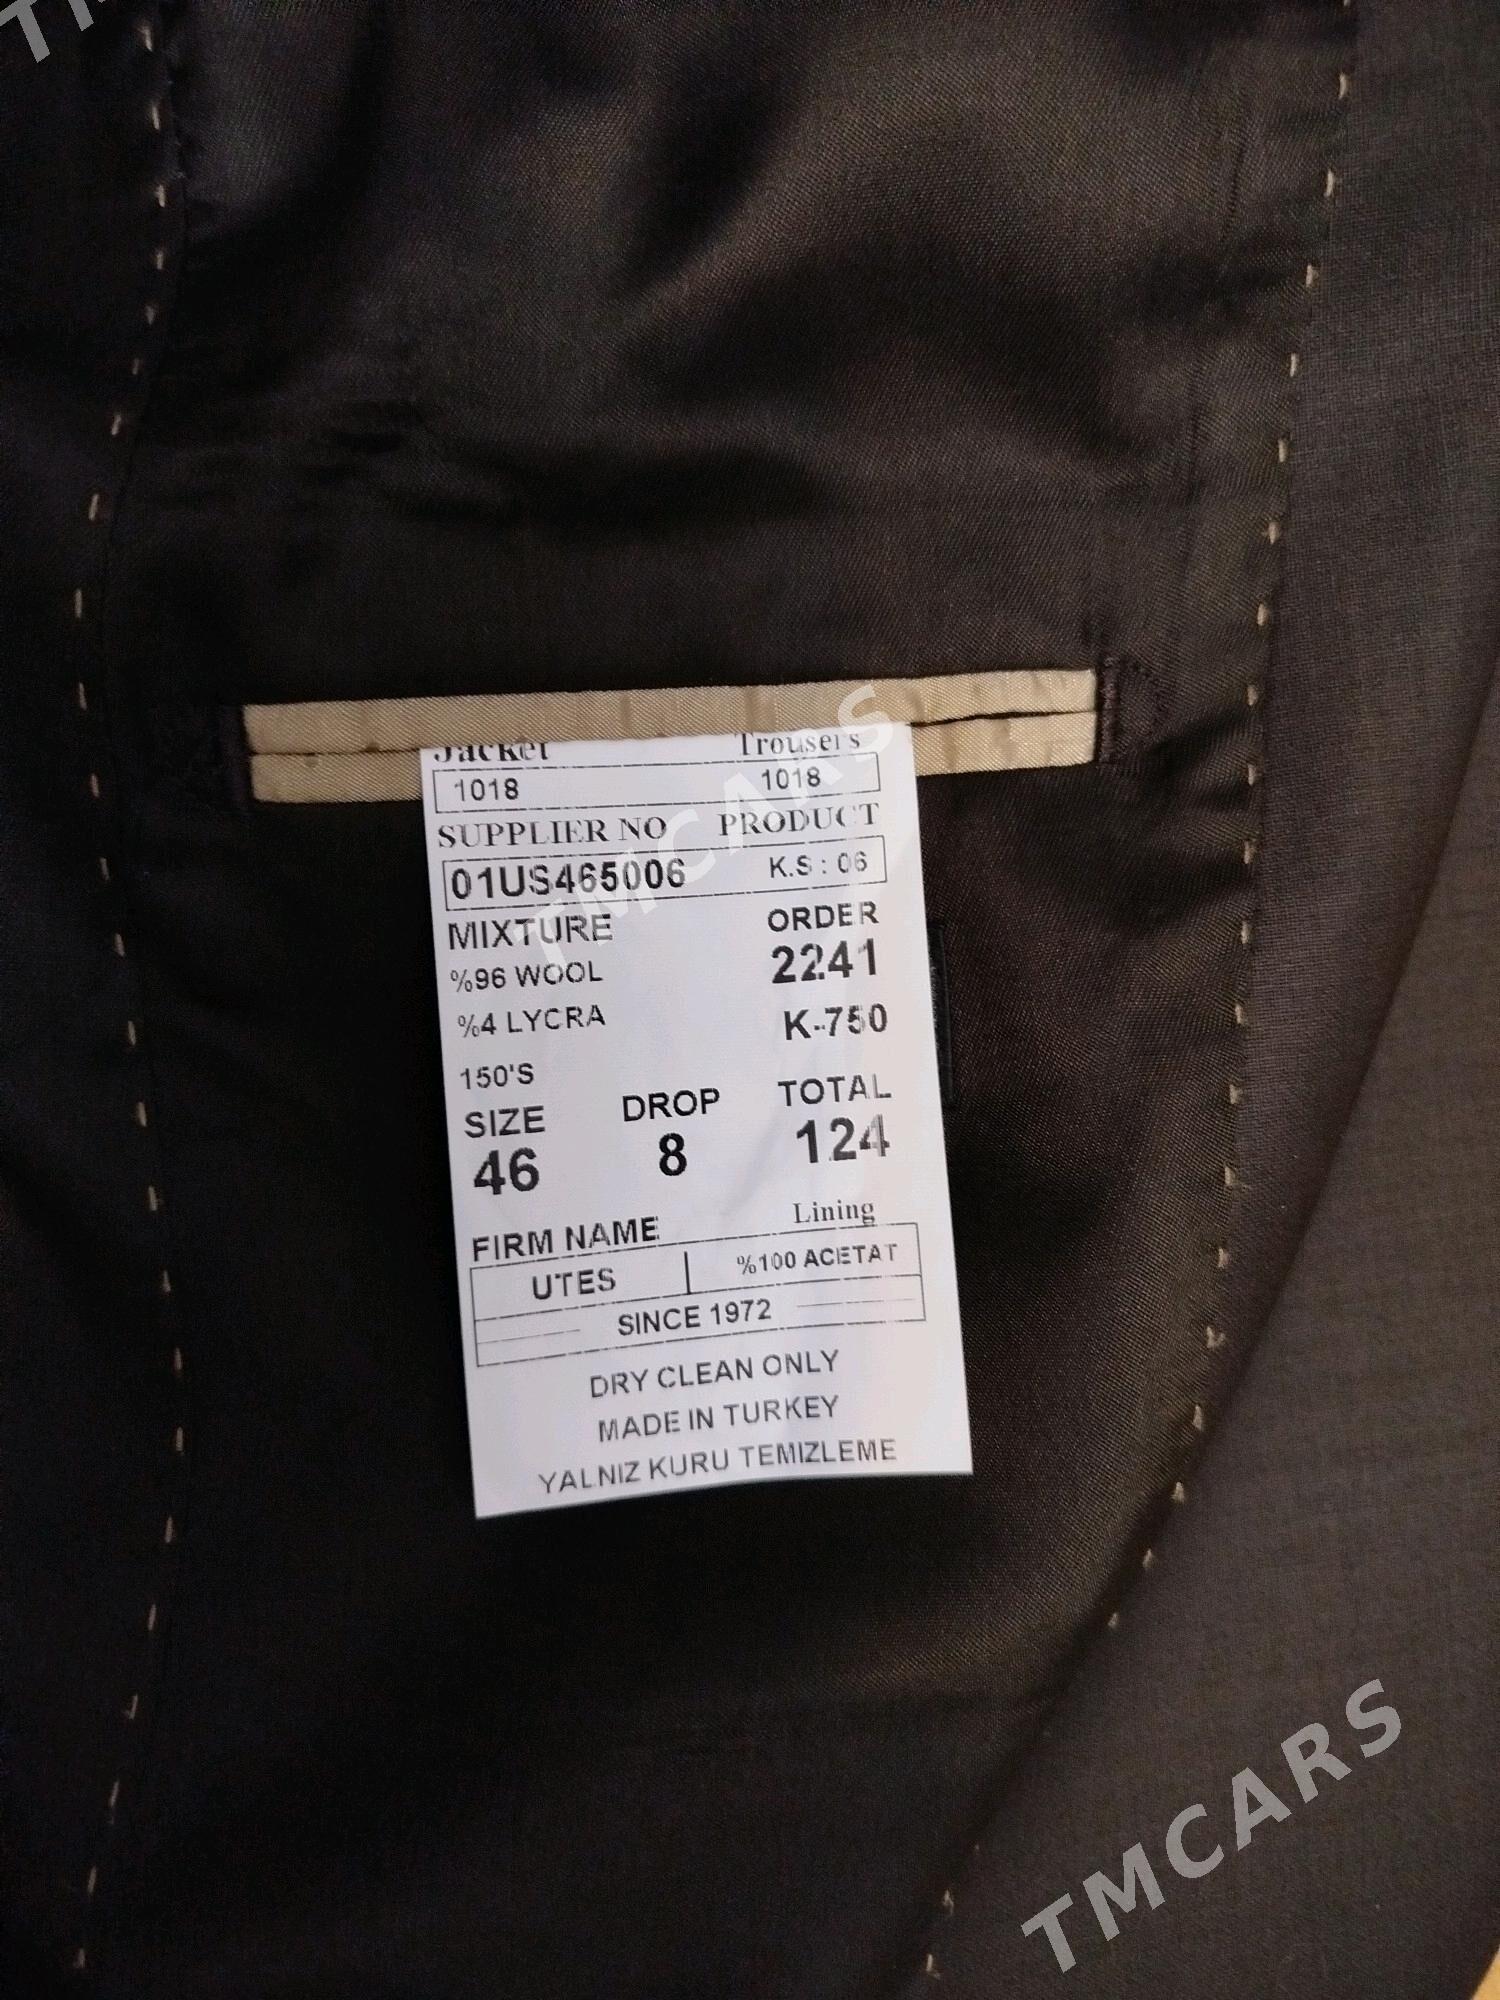 Jacket Trousers
1018 1018
SUPPLIER NO PRODUCT
01US465006 K.S : 06
MIXTURE ORDER
%96 WOOL 2241
%4 LYCRA K-750
150'S
SIZE DROP TOTAL
46 8 124
FIRM NAME Lining
UTES %100 ACETAT
SINCE 1972
DRY CLEAN ONLY
MADE IN TURKEY
YALNIZ KURU TEMIZLEME
TMCARS
TMCARS